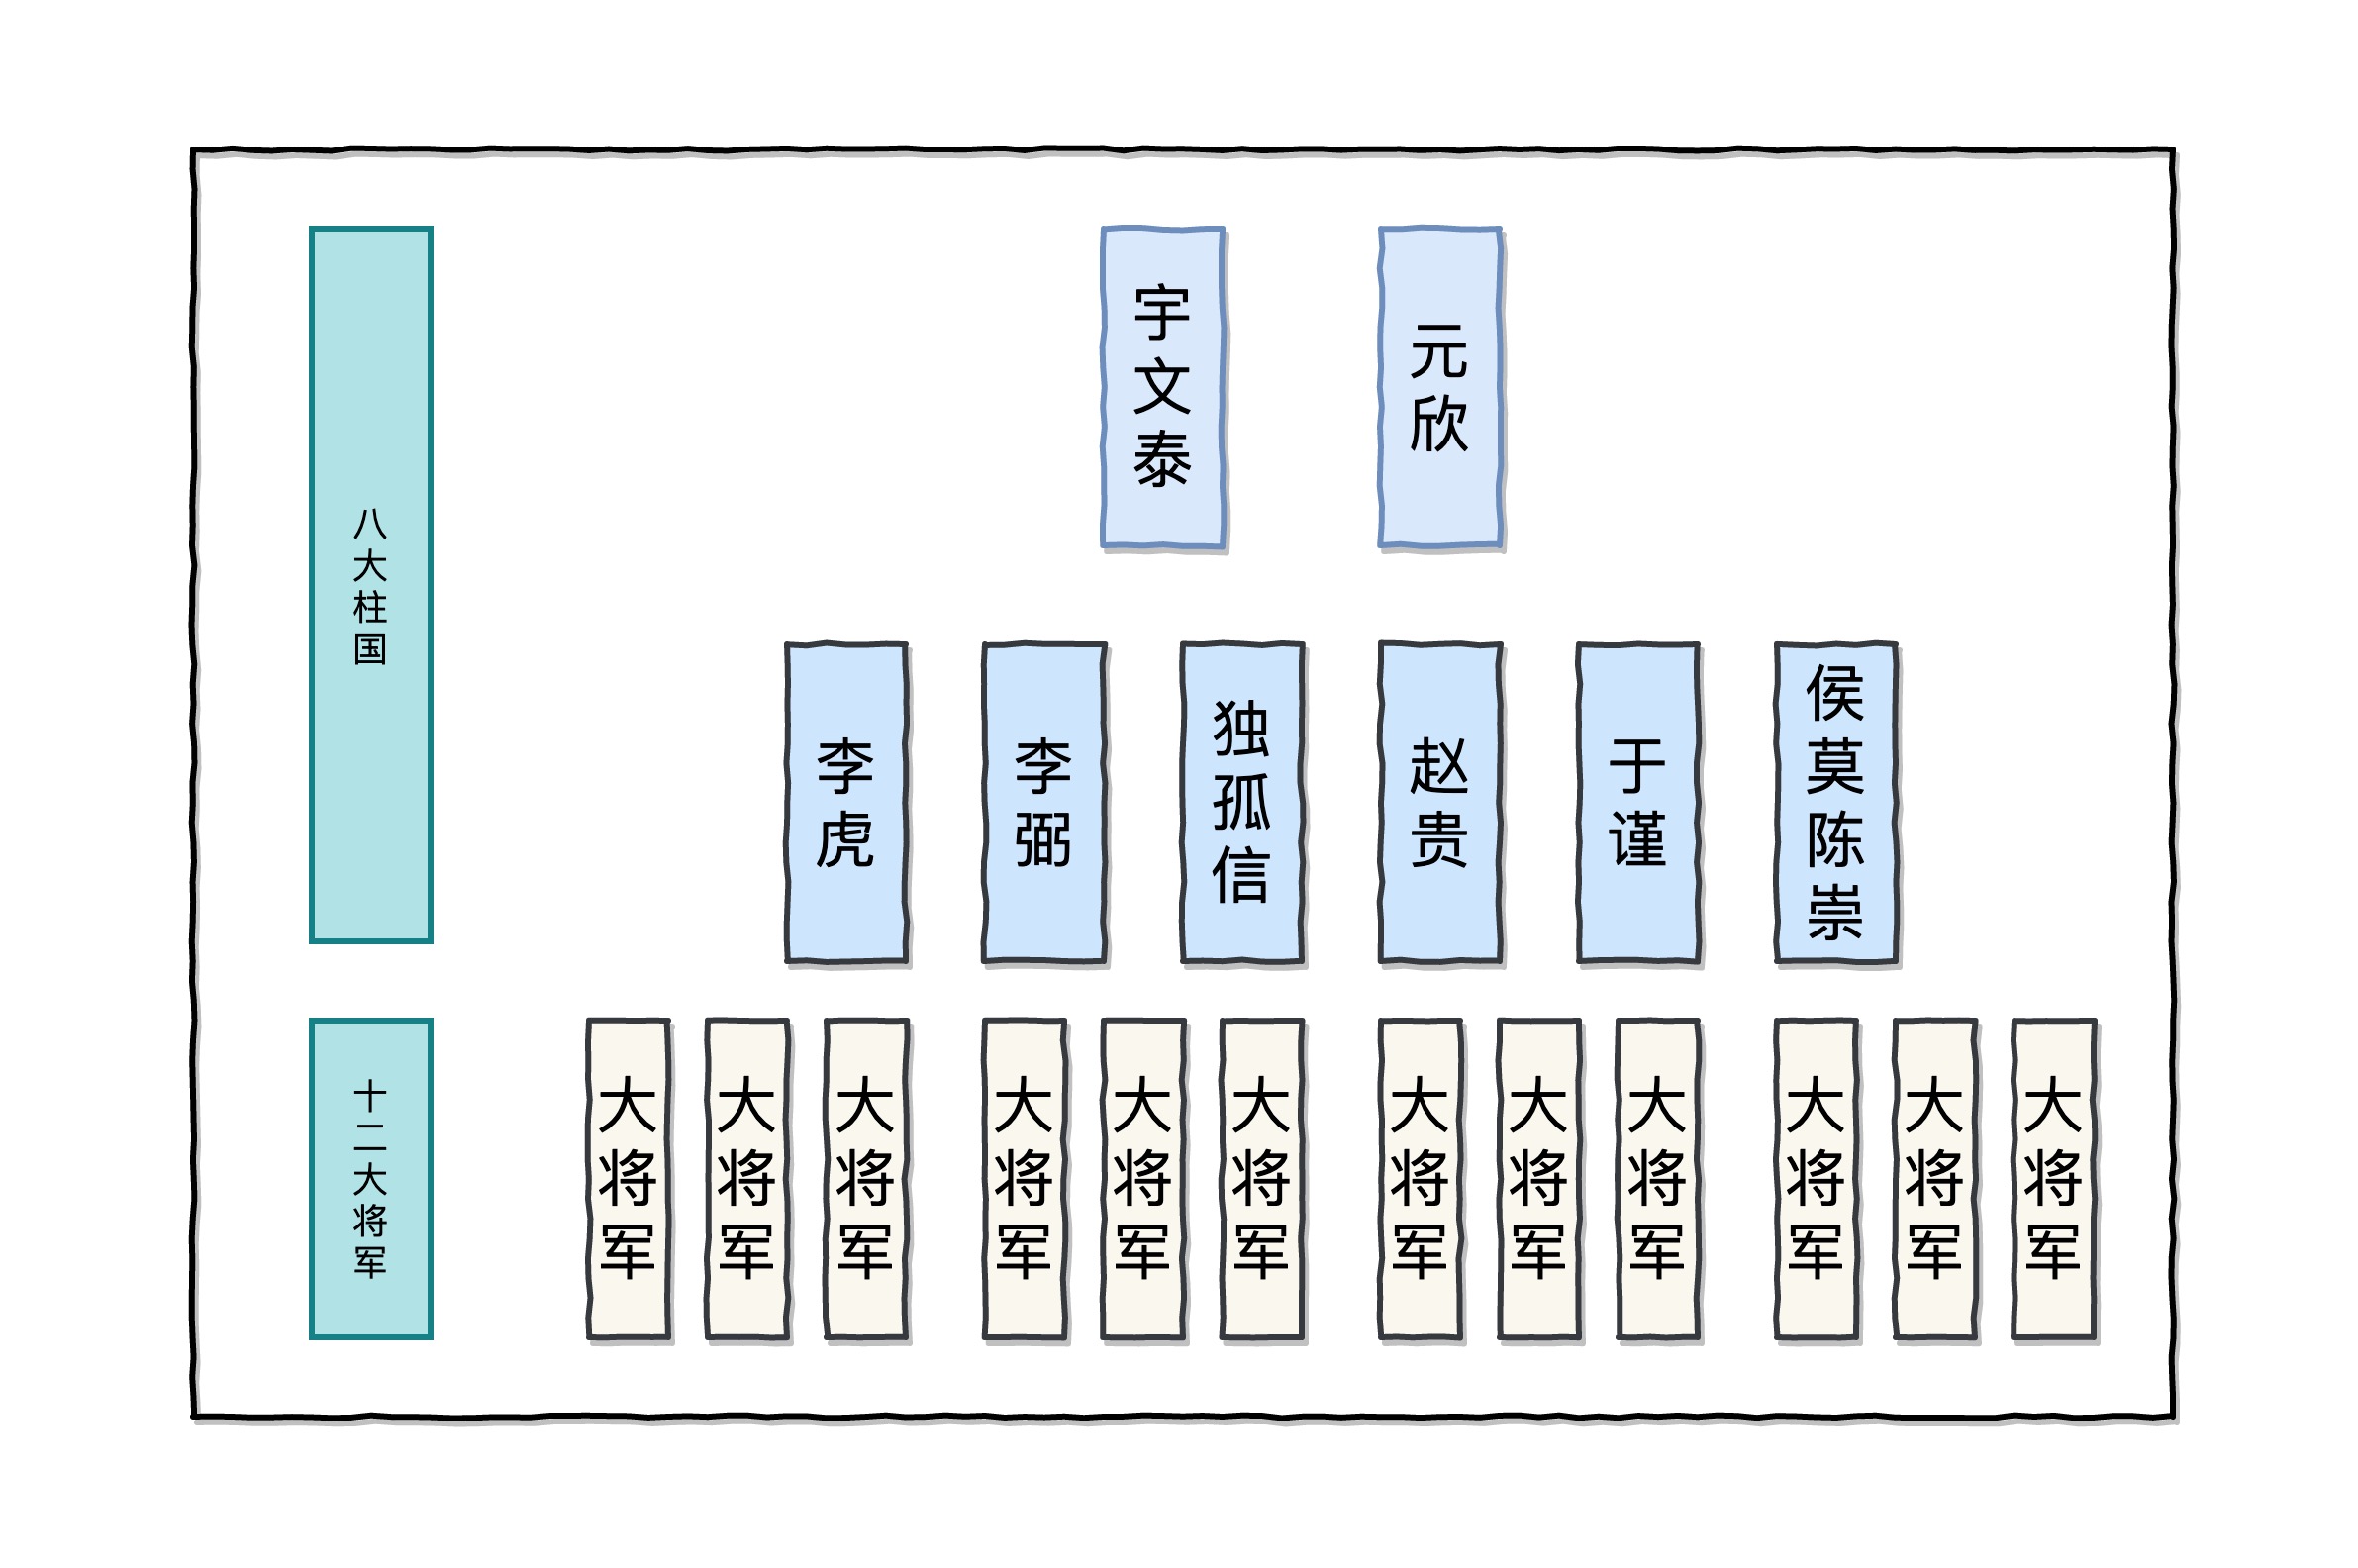 八大柱国
宇文泰
元欣
李虎
李弼
独孤信
赵贵
于谨
侯莫陈崇
十二大将军
大将军
大将军
大将军
大将军
大将军
大将军
大将军
大将军
大将军
大将军
大将军
大将军